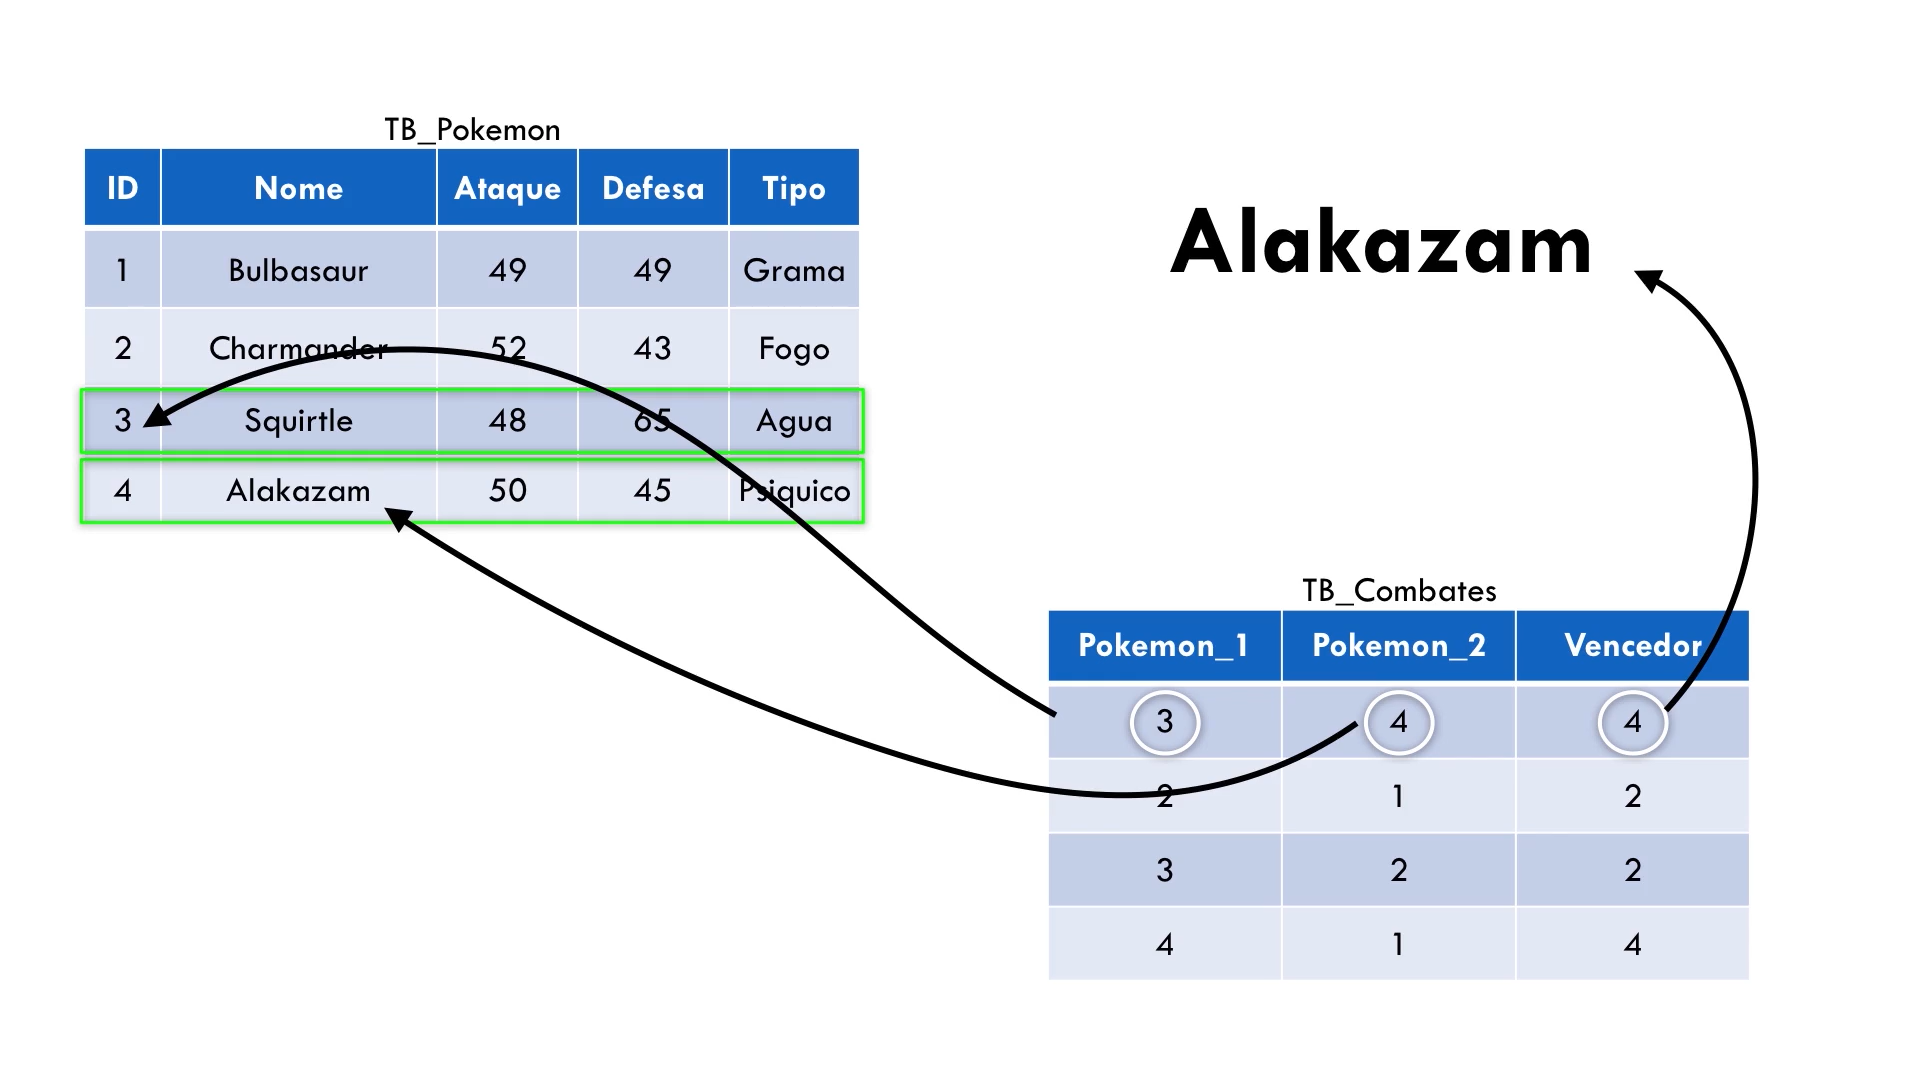 TB_Pokemon
ID Nome Ataque Defesa Tipo
1 Bulbasaur 49 49 Grama
2 Charmander 52 43 Fogo
3 Squirtle 48 65 Agua
4 Alakazam 50 45 Psiquico
Alakazam
TB_Combates
Pokemon_1 Pokemon_2 Vencedor
3 4 4
2 1 2
3 2 2
4 1 4